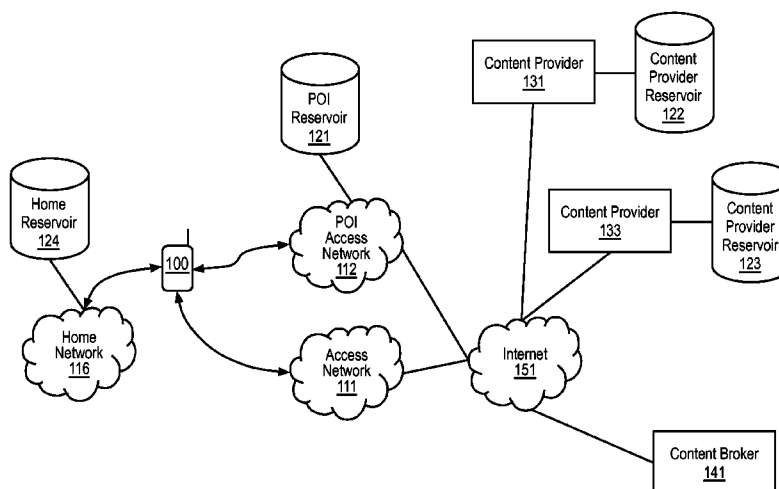 Content Provider
131
Content
Provider
Reservoir
122
POI
Reservoir
121
Home
Reservoir
124
100
POI
Access
Network
112
Content Provider
133
Content
Provider
Reservoir
123
Home
Network
116
Access
Network
111
Internet
151
Content Broker
141